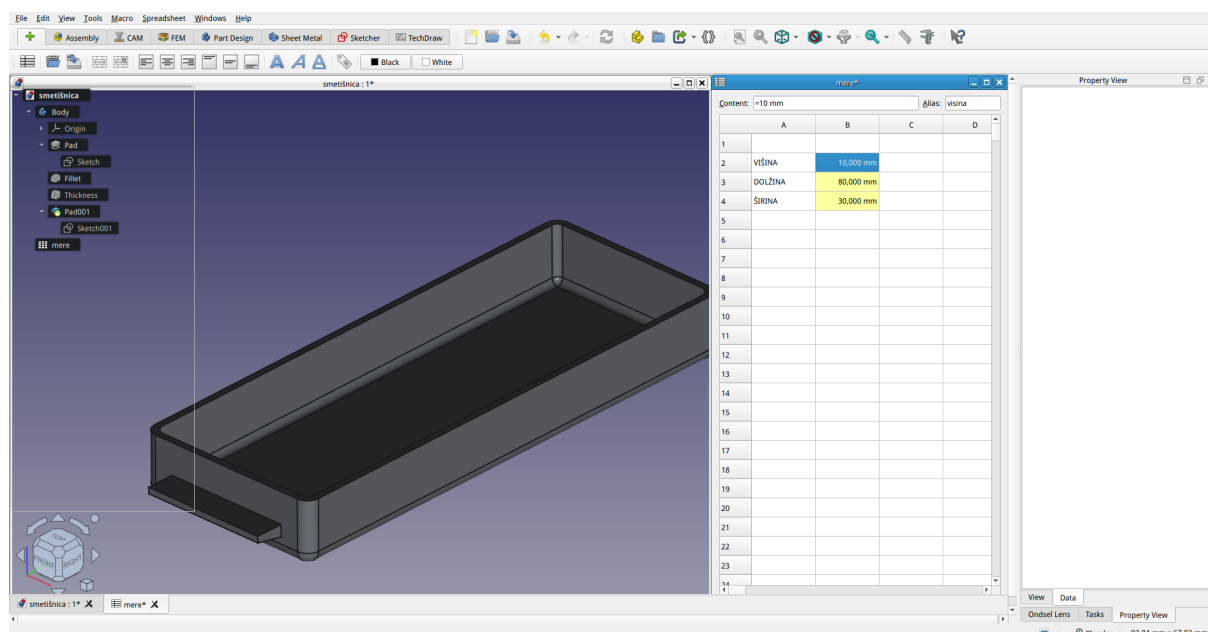 File Edit View Tools Macro Spreadsheet Windows Help
Assembly CAM FEM Part Design Sheet Metal Sketcher TechDraw
Black White
smetišnica : 1*
mere*
Property View
smetišnica
Body
Origin
Pad
Sketch
Fillet
Thickness
Pad001
Sketch001
mere
Content: =10 mm Alias: visina
A B C D
1
2 VIŠINA 10,000 mm
3 DOLŽINA 80,000 mm
4 ŠIRINA 30,000 mm
5
6
7
8
9
10
11
12
13
14
15
16
17
18
19
20
21
22
23
TOP
FRONT RIGHT
View Data
smetišnica : 1* mere*
Ondsel Lens Tasks Property View